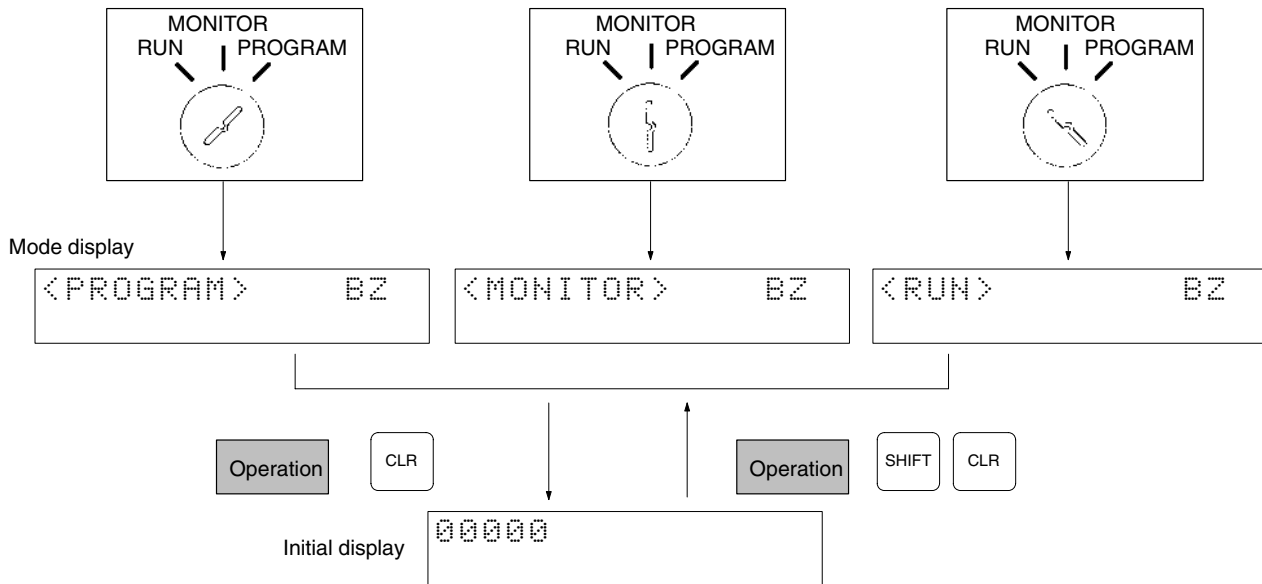 MONITOR
RUN PROGRAM
MONITOR
RUN PROGRAM
MONITOR
RUN PROGRAM
Mode display
<PROGRAM> BZ
<MONITOR> BZ
<RUN> BZ
Operation
CLR
Operation
SHIFT
CLR
Initial display
00000